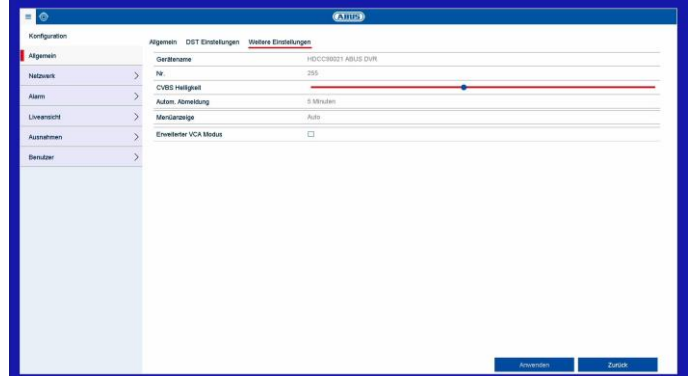 ABUS
Konfiguration
Allgemein
Netzwerk
Alarm
Liveansicht
Ausnahmen
Benutzer
Allgemein DST Einstellungen Weitere Einstellungen
Gerätename HDCC90021 ABUS DVR
Nr. 255
CVBS Helligkeit
Autom. Abmeldung 5 Minuten
Menüanzeige Auto
Erweiterter VCA Modus
Anwenden Zurück